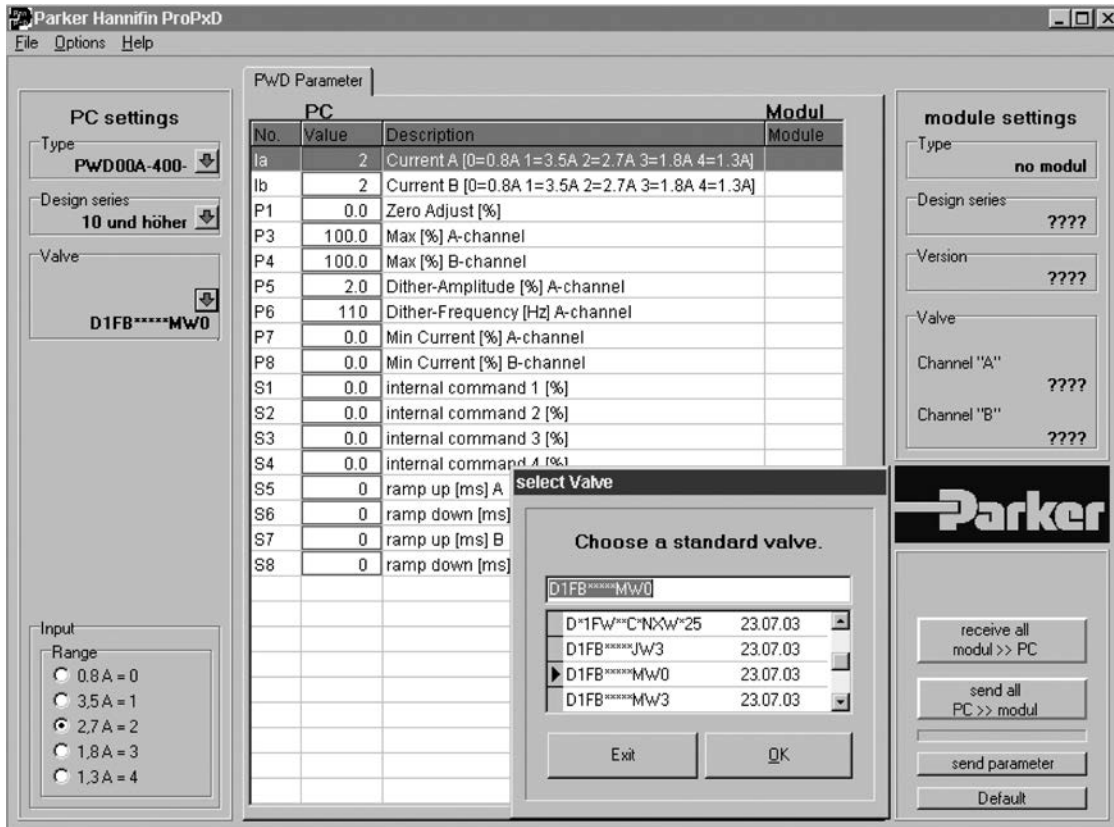 Parker Hannifin ProPxD
File Options Help
PC settings
Type
PWD00A-400-
Design series
10 und höher
Valve
D1FB*****MW0
Input
Range
0.8 A = 0
3,5 A = 1
2,7 A = 2
1,8 A = 3
1,3 A = 4
PWD Parameter
PC Modul
No. Value Description Module
Ia 2 Current A [0=0.8A 1=3.5A 2=2.7A 3=1.8A 4=1.3A]
Ib 2 Current B [0=0.8A 1=3.5A 2=2.7A 3=1.8A 4=1.3A]
P1 0.0 Zero Adjust [%]
P3 100.0 Max [%] A-channel
P4 100.0 Max [%] B-channel
P5 2.0 Dither-Amplitude [%] A-channel
P6 110 Dither-Frequency [Hz] A-channel
P7 0.0 Min Current [%] A-channel
P8 0.0 Min Current [%] B-channel
S1 0.0 internal command 1 [%]
S2 0.0 internal command 2 [%]
S3 0.0 internal command 3 [%]
S4 0.0 internal command 4 [%]
S5 0 ramp up [ms] A
S6 0 ramp down [ms]
S7 0 ramp up [ms] B
S8 0 ramp down [ms]
select Valve
Choose a standard valve.
D1FB*****MW0
D*1FW**C*NXW*25 23.07.03
D1FB*****JW3 23.07.03
D1FB*****MW0 23.07.03
D1FB*****MW3 23.07.03
Exit OK
module settings
Type
no modul
Design series
????
Version
????
Valve
Channel "A"
????
Channel "B"
????
Parker
receive all
modul >> PC
send all
PC >> modul
send parameter
Default